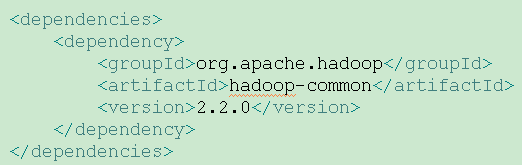 <dependencies>
<dependency>
<groupId>org.apache.hadoop</groupId>
<artifactId>hadoop-common</artifactId>
<version>2.2.0</version>
</dependency>
</dependencies>